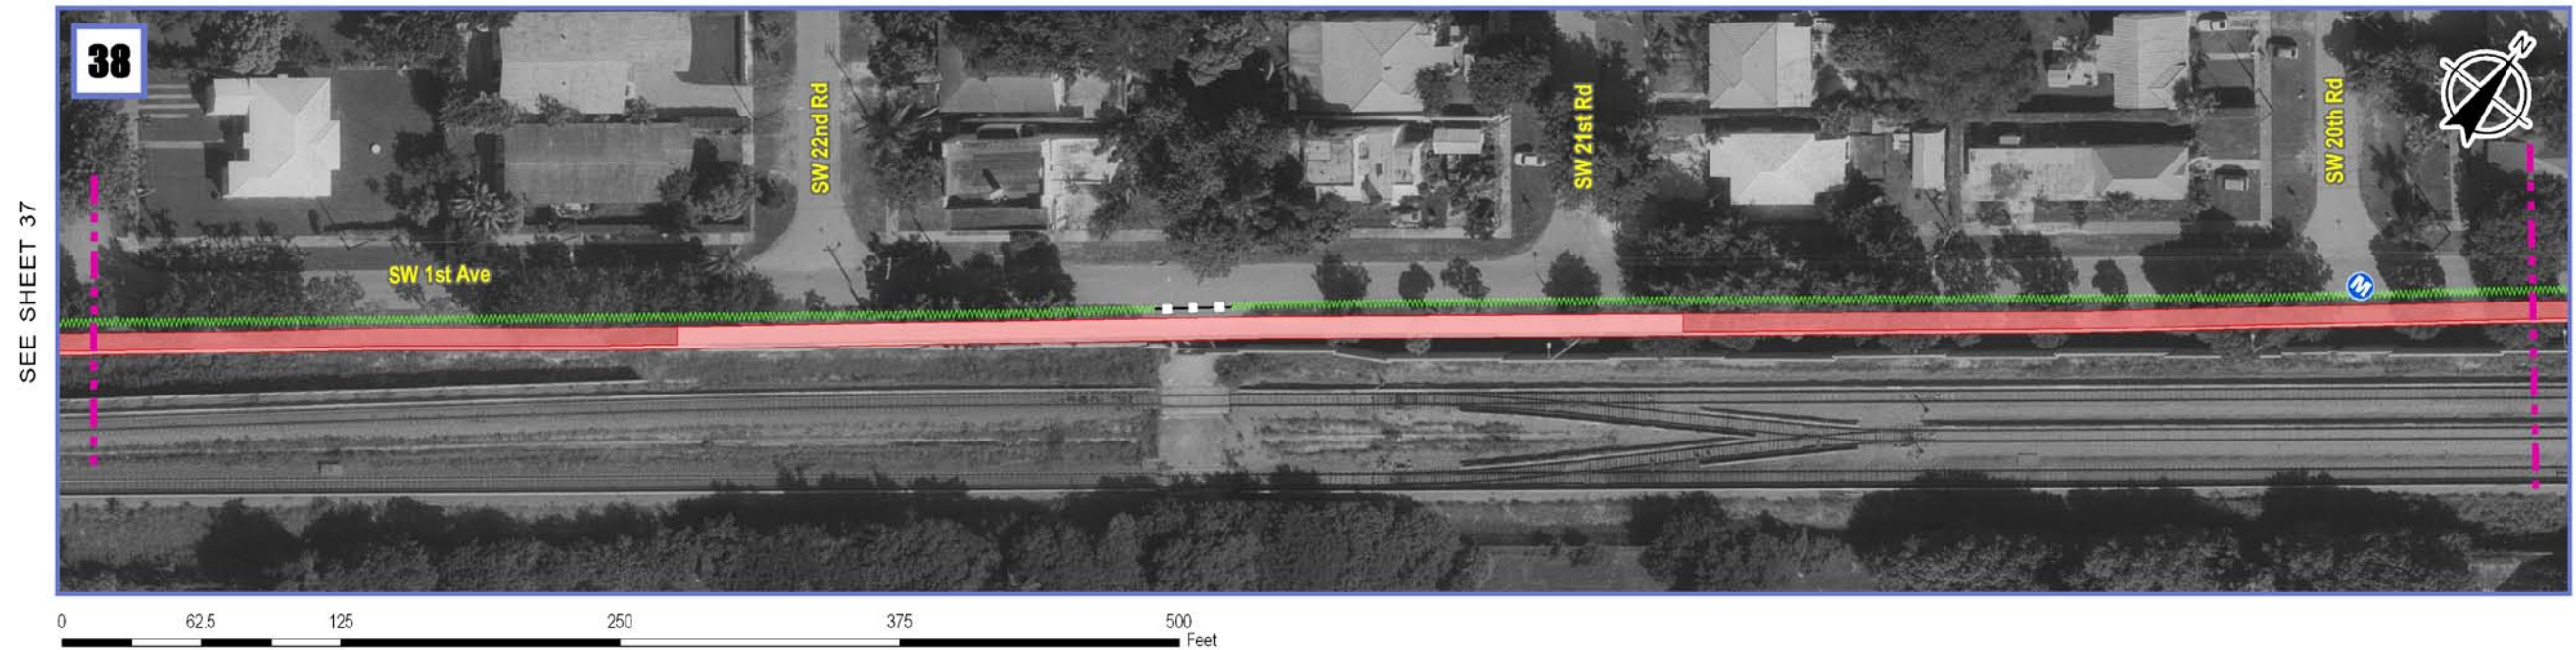 38
N
SW 22nd Rd
SW 21st Rd
SW 20th Rd
SW 1st Ave
M
SEE SHEET 37
0 62.5 125 250 375 500
Feet